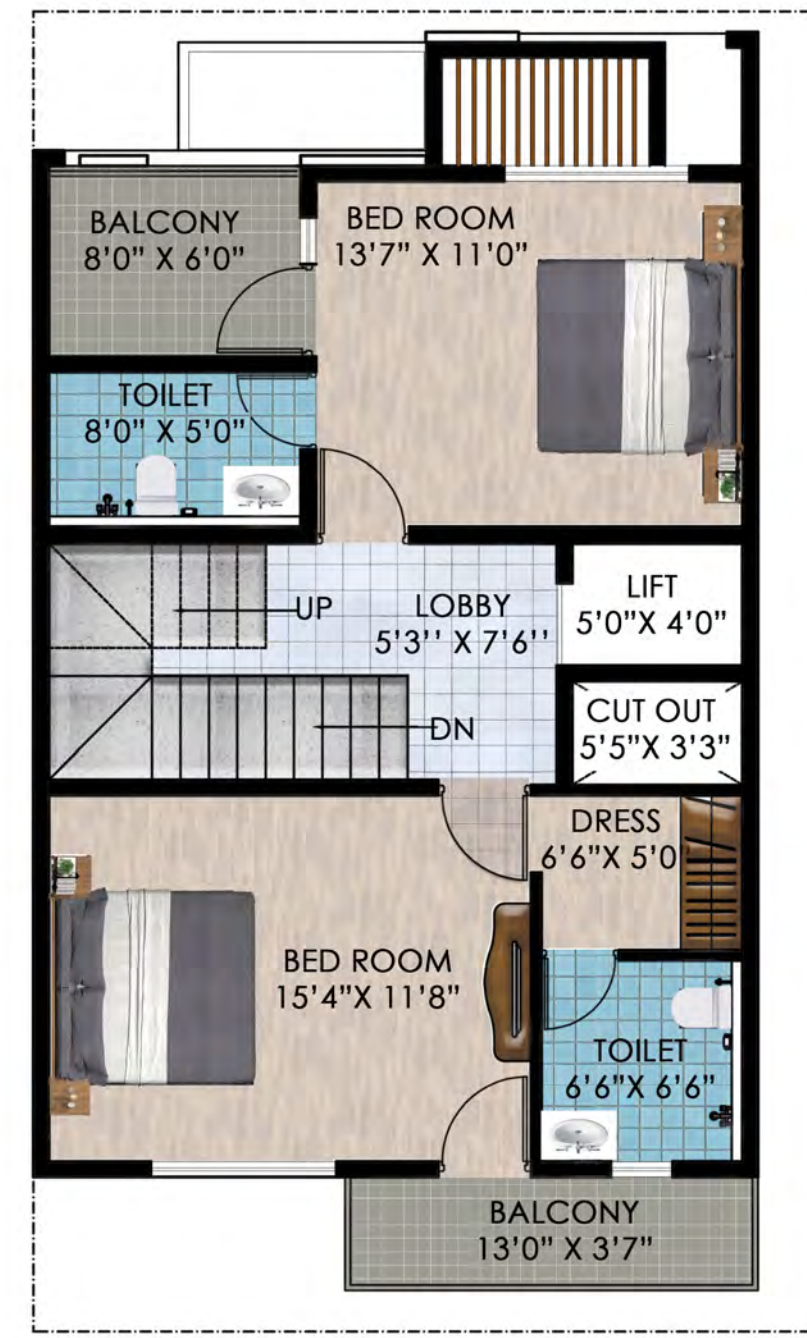 BALCONY
8'0" X 6'0"
BED ROOM
13'7" X 11'0"
TOILET
8'0" X 5'0"
UP
LOBBY
5'3'' X 7'6''
LIFT
5'0"X 4'0"
DN
CUT OUT
5'5"X 3'3"
DRESS
6'6"X 5'0
BED ROOM
15'4"X 11'8"
TOILET
6'6"X 6'6"
BALCONY
13'0" X 3'7"